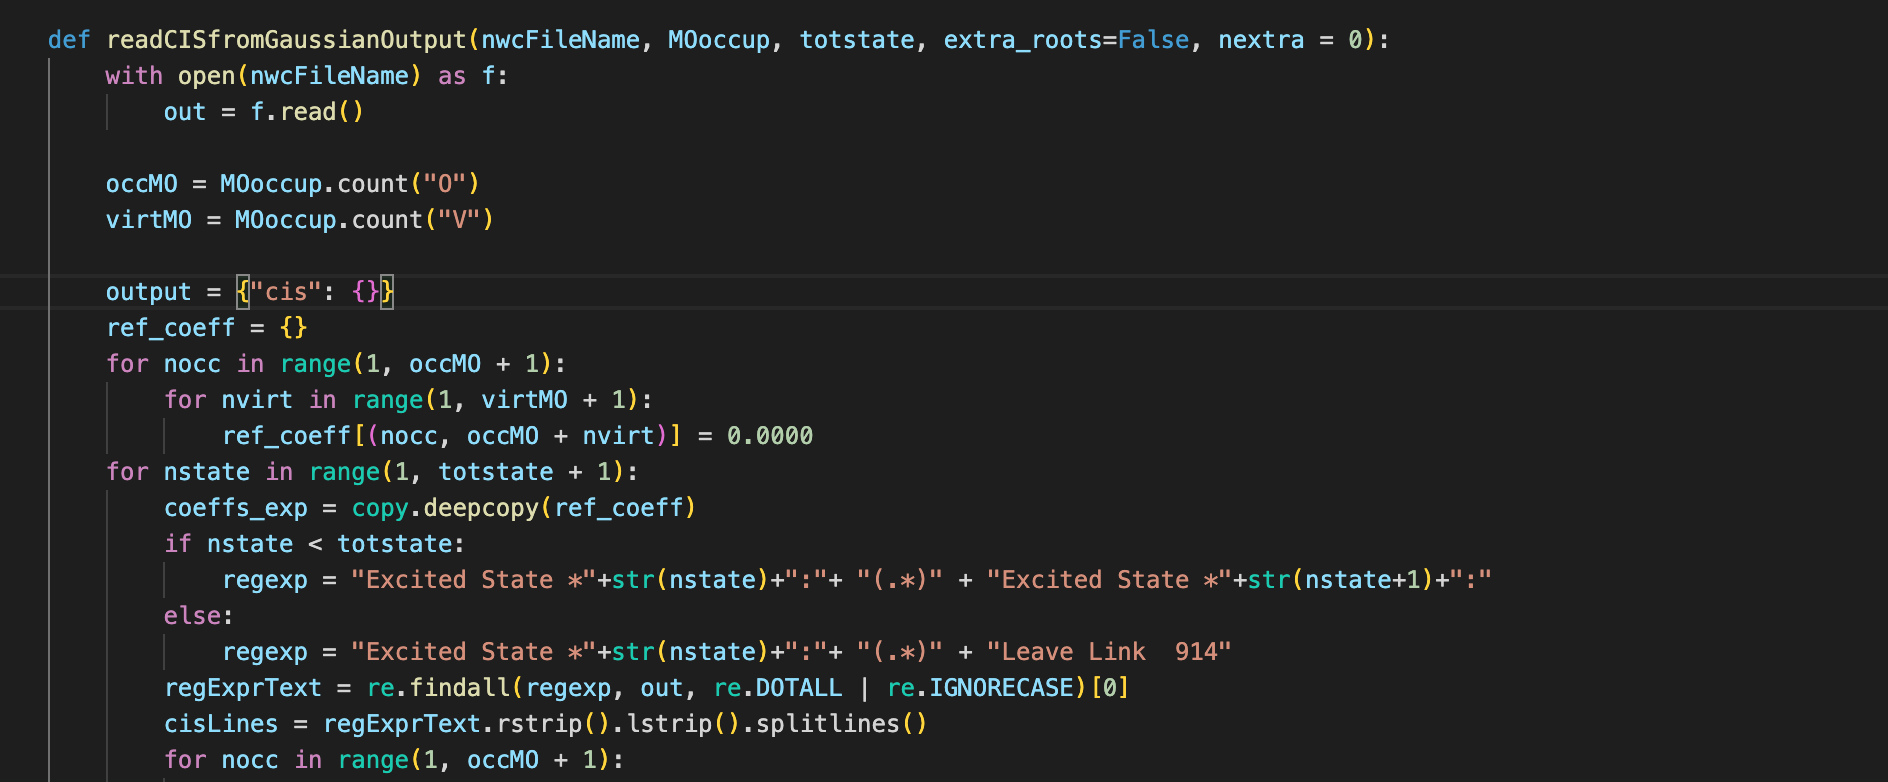 def readCISfromGaussianOutput(nwcFileName, MOoccup, totstate, extra_roots=False, nextra = 0):
    with open(nwcFileName) as f:
        out = f.read()

    occMO = MOoccup.count("O")
    virtMO = MOoccup.count("V")

    output = {"cis": {}}
    ref_coeff = {}
    for nocc in range(1, occMO + 1):
        for nvirt in range(1, virtMO + 1):
            ref_coeff[(nocc, occMO + nvirt)] = 0.0000
    for nstate in range(1, totstate + 1):
        coeffs_exp = copy.deepcopy(ref_coeff)
        if nstate < totstate:
            regexp = "Excited State *"+str(nstate)+":"+ "(.*)" + "Excited State *"+str(nstate+1)+":"
        else:
            regexp = "Excited State *"+str(nstate)+":"+ "(.*)" + "Leave Link  914"
        regExprText = re.findall(regexp, out, re.DOTALL | re.IGNORECASE)[0]
        cisLines = regExprText.rstrip().lstrip().splitlines()
        for nocc in range(1, occMO + 1):